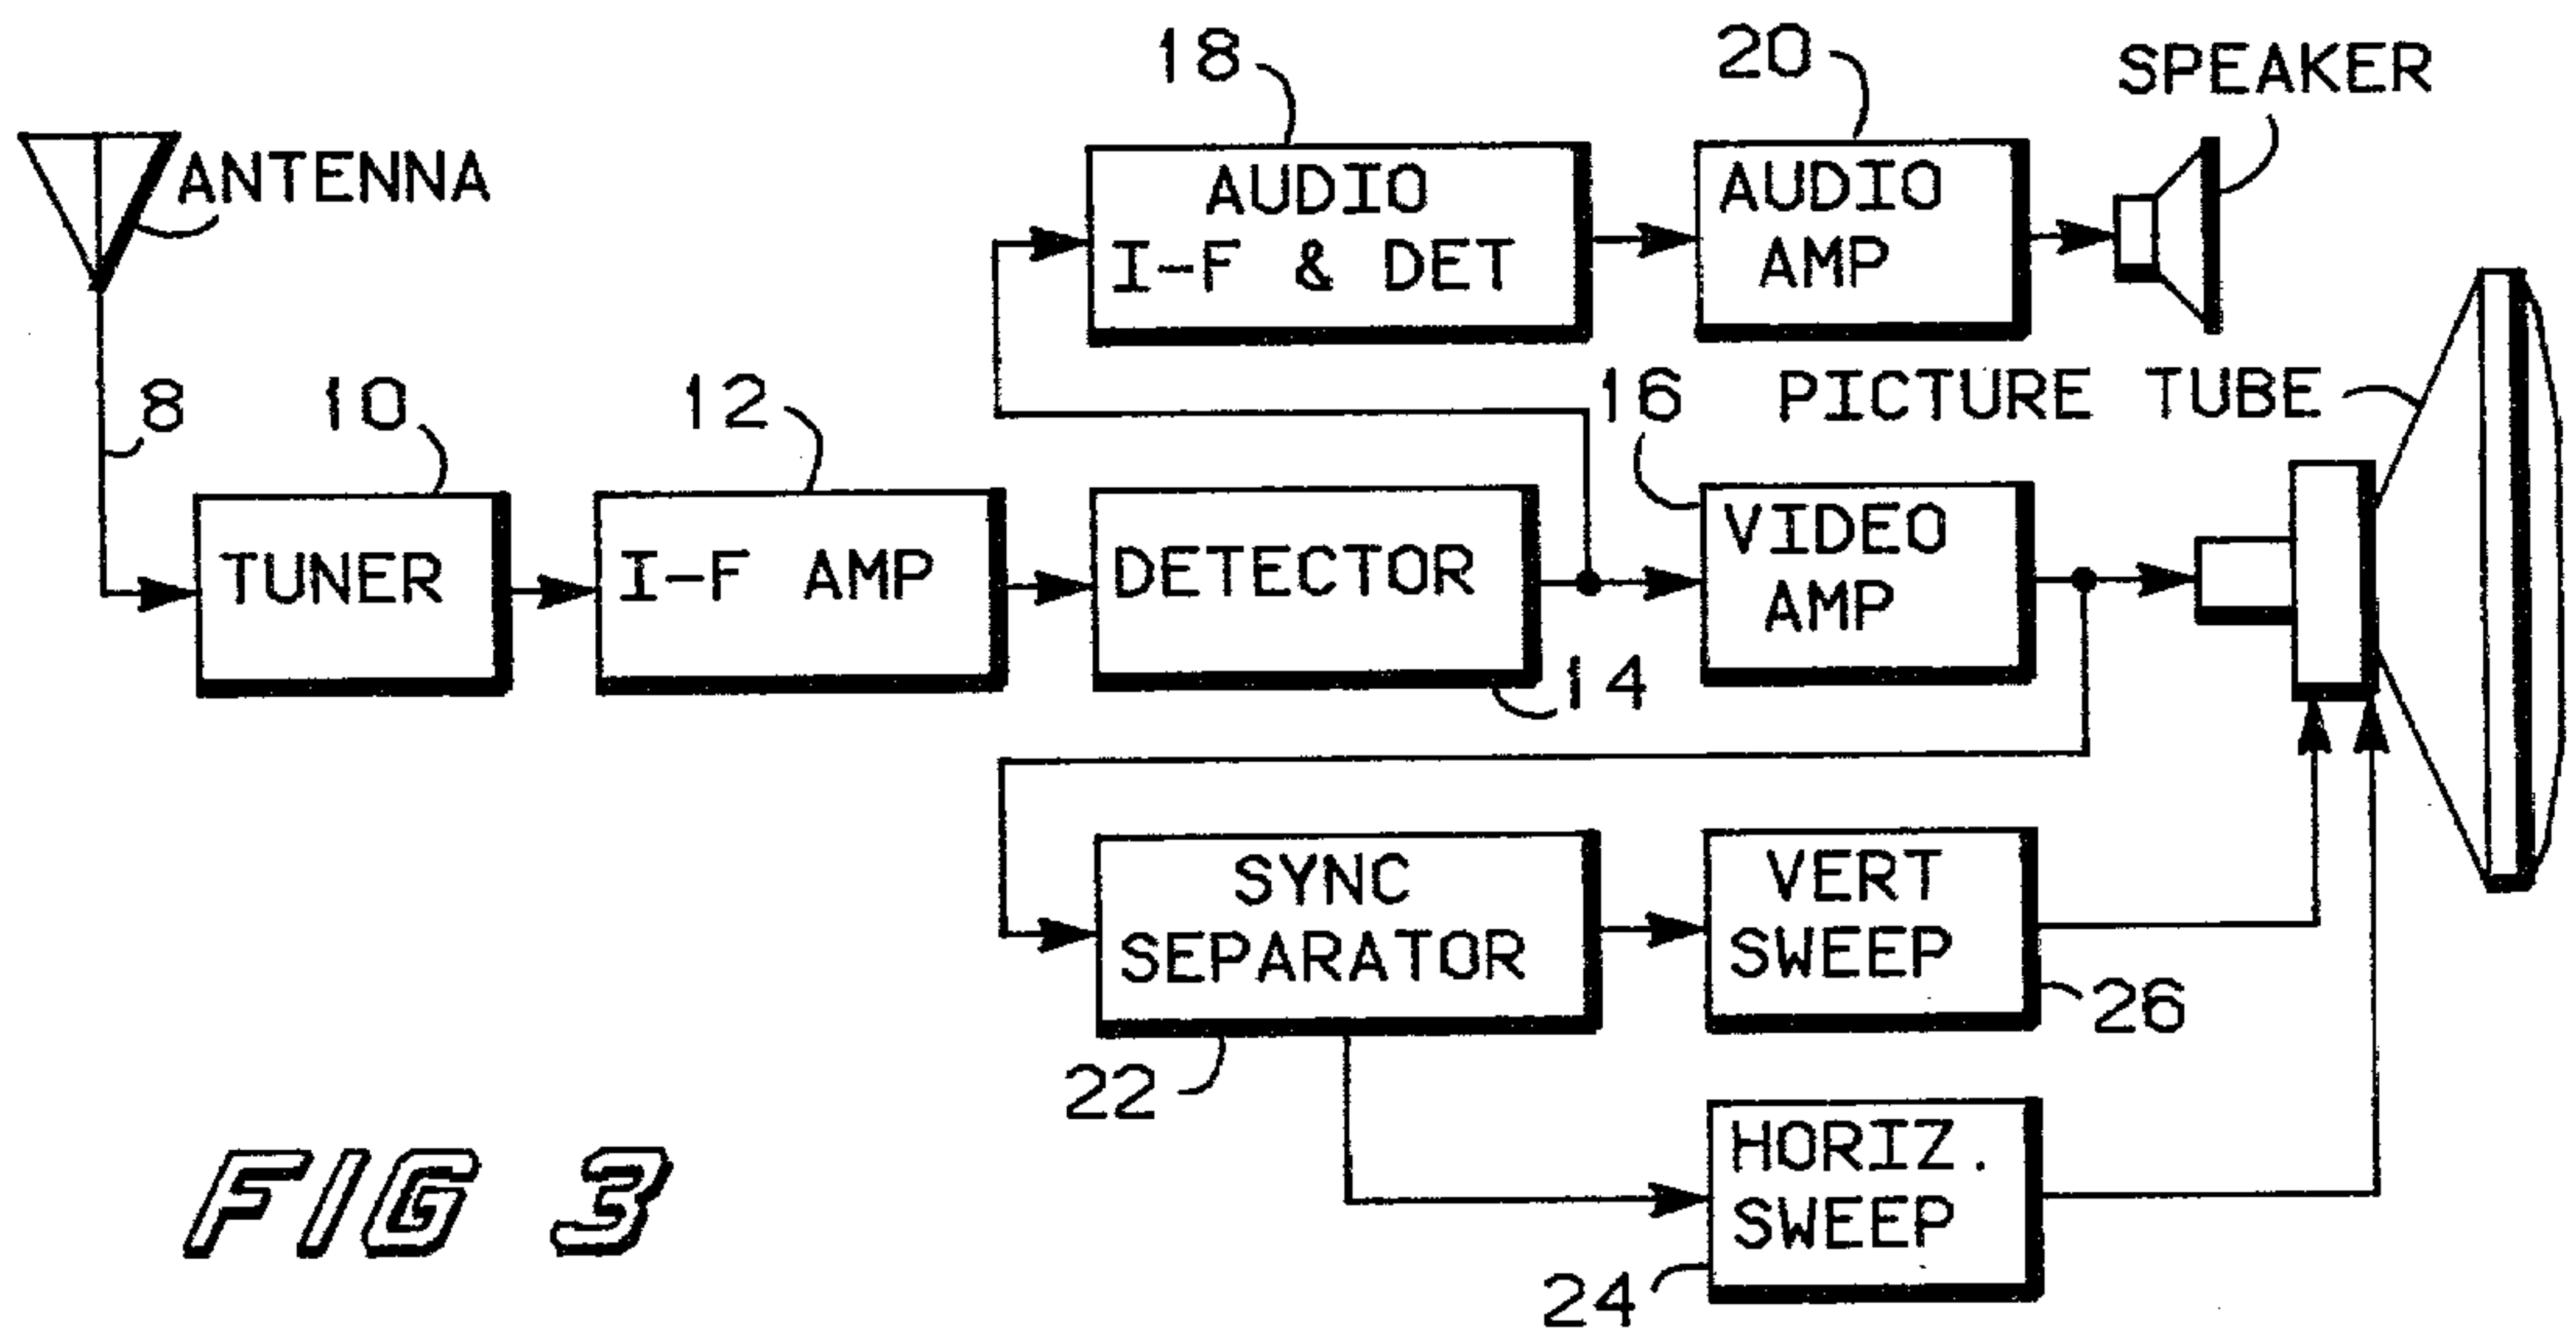 18
20
SPEAKER
ANTENNA
AUDIO
I-F & DET
AUDIO
AMP
8
10
12
16
PICTURE TUBE
TUNER
I-F AMP
DETECTOR
VIDEO
AMP
14
SYNC
SEPARATOR
VERT
SWEEP
26
22
HORIZ.
SWEEP
24
FIG 3